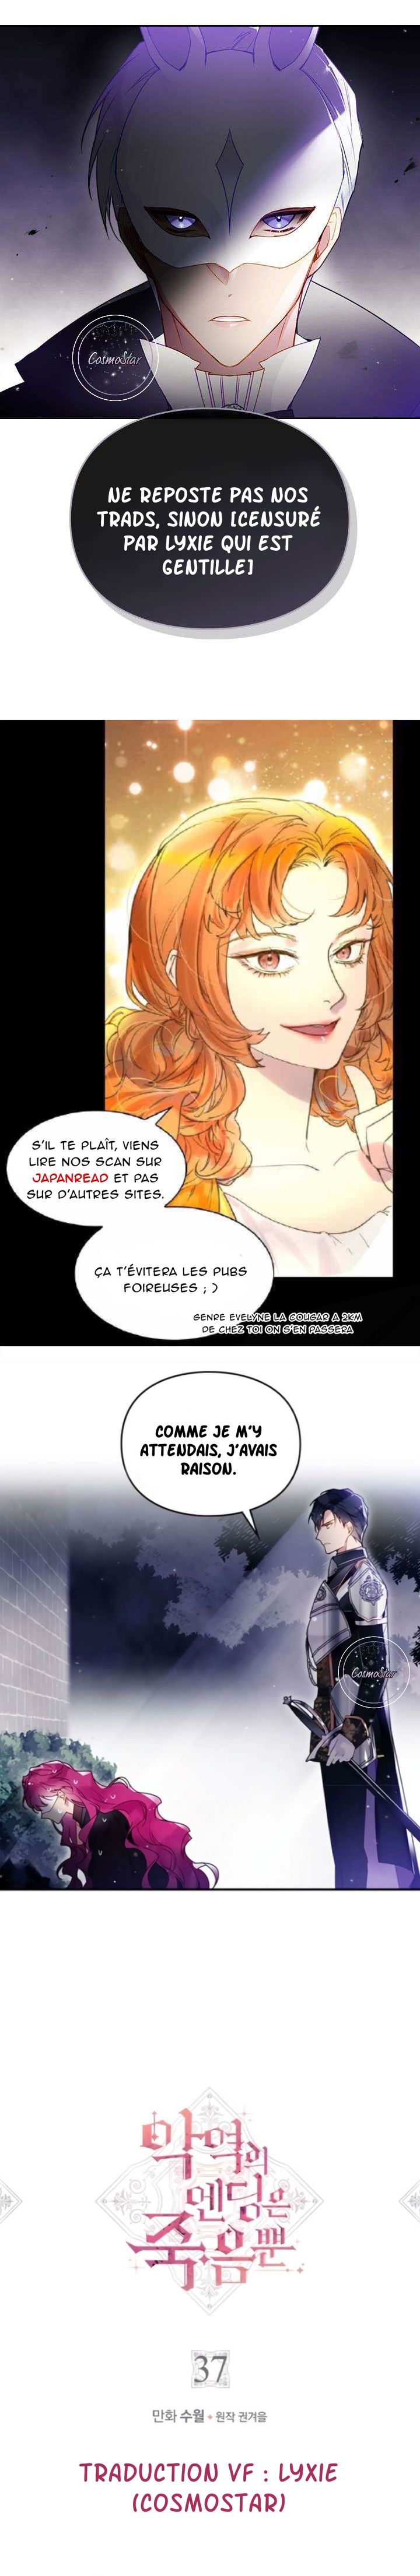 CosmoStar
NE REPOSTE PAS NOS
TRADS, SINON [CENSURÉ
PAR LYXIE QUI EST
GENTILLE]
S'IL TE PLAÎT, VIENS
LIRE NOS SCAN SUR
JAPANREAD ET PAS
SUR D'AUTRES SITES.
ÇA T'ÉVITERA LES PUBS
FOIREUSES ; )
GENRE EVELYNE LA COUGAR A 2KM
DE CHEZ TOI ON S'EN PASSERA
COMME JE M'Y
ATTENDAIS, J'AVAIS
RAISON.
CosmoStar
악역의
엔딩은
죽음뿐
37
만화 수월 • 원작 권겨을
TRADUCTION VF : LYXIE
(COSMOSTAR)